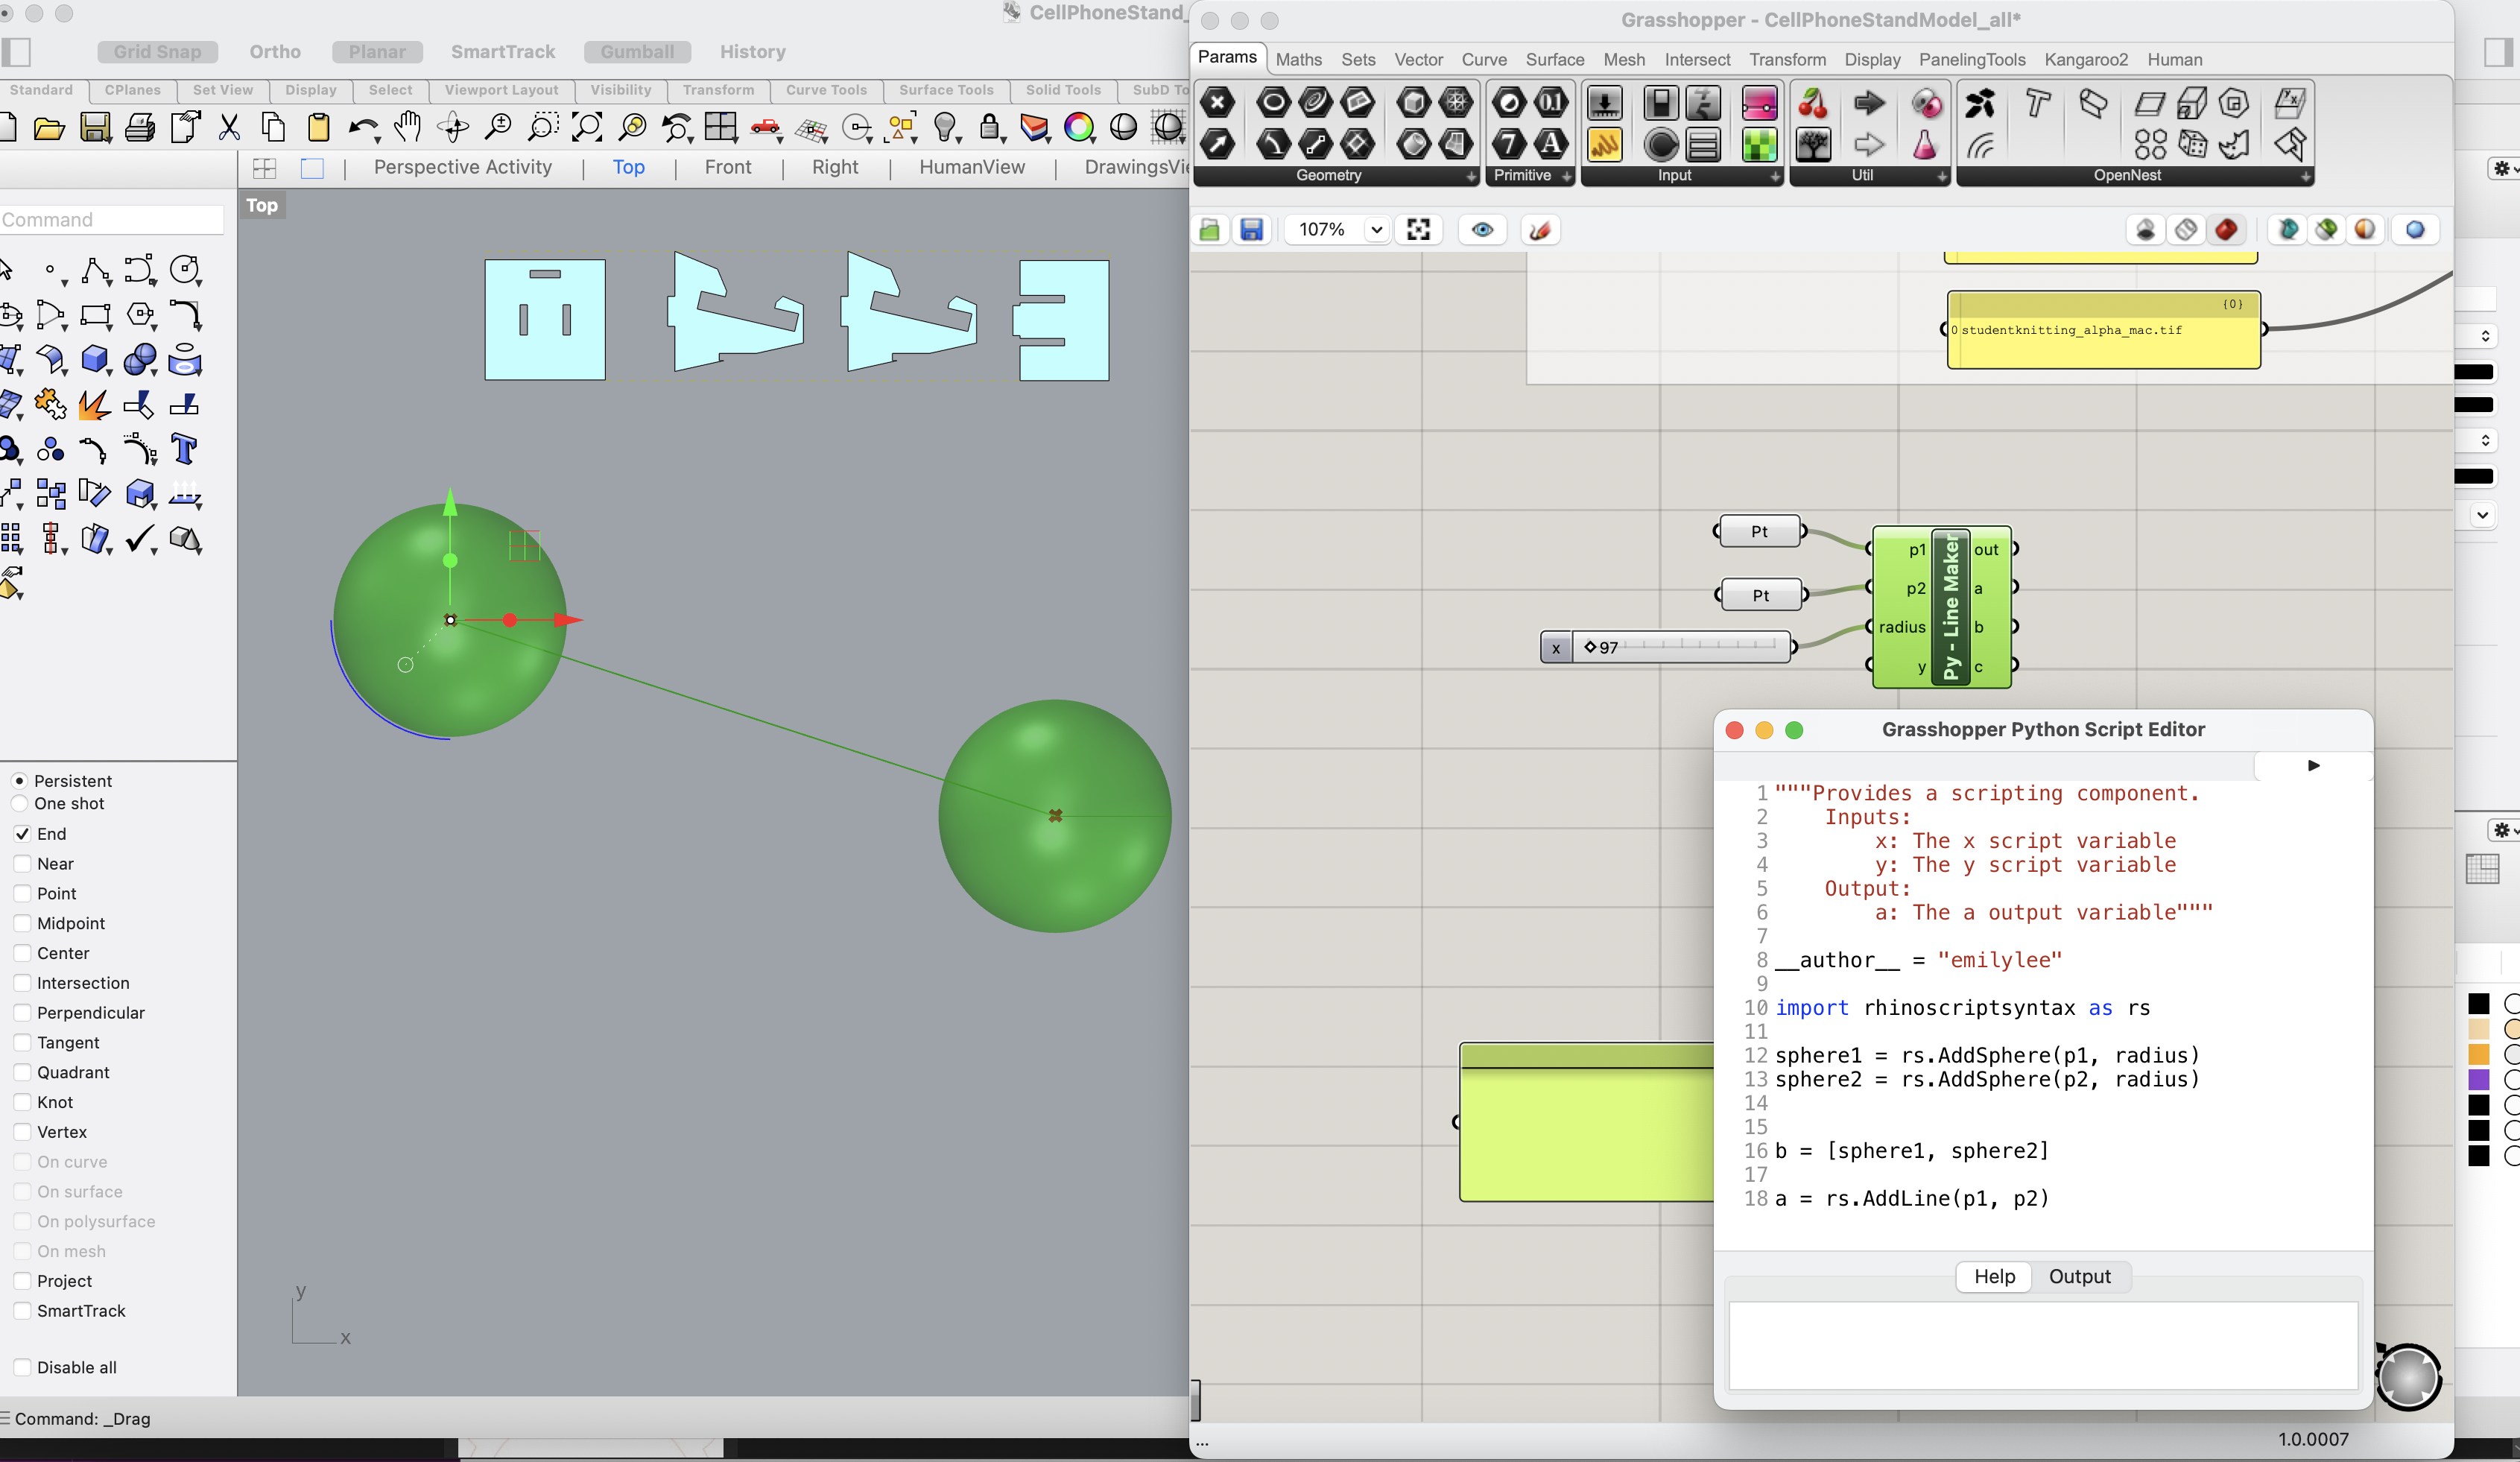 CellPhoneStand_
Grid Snap Ortho Planar SmartTrack Gumball History
Standard CPlanes Set View Display Select Viewport Layout Visibility Transform Curve Tools Surface Tools Solid Tools SubD To
Perspective Activity Top Front Right HumanView DrawingsVie
Command
Top
y
x
Persistent
One shot
End
Near
Point
Midpoint
Center
Intersection
Perpendicular
Tangent
Quadrant
Knot
Vertex
On curve
On surface
On polysurface
On mesh
Project
SmartTrack
Disable all
Command: _Drag
Grasshopper - CellPhoneStandModel_all*
Params Maths Sets Vector Curve Surface Mesh Intersect Transform Display PanelingTools Kangaroo2 Human
Geometry Primitive Input Util OpenNest
107%
{0}
0 studentknitting_alpha_mac.tif
Pt
Pt
x 97
p1
p2
radius
y
Py - Line Maker
out
a
b
c
Grasshopper Python Script Editor
1 """Provides a scripting component.
2 Inputs:
3 x: The x script variable
4 y: The y script variable
5 Output:
6 a: The a output variable"""
7
8 __author__ = "emilylee"
9
10 import rhinoscriptsyntax as rs
11
12 sphere1 = rs.AddSphere(p1, radius)
13 sphere2 = rs.AddSphere(p2, radius)
14
15
16 b = [sphere1, sphere2]
17
18 a = rs.AddLine(p1, p2)
Help Output
...
1.0.0007